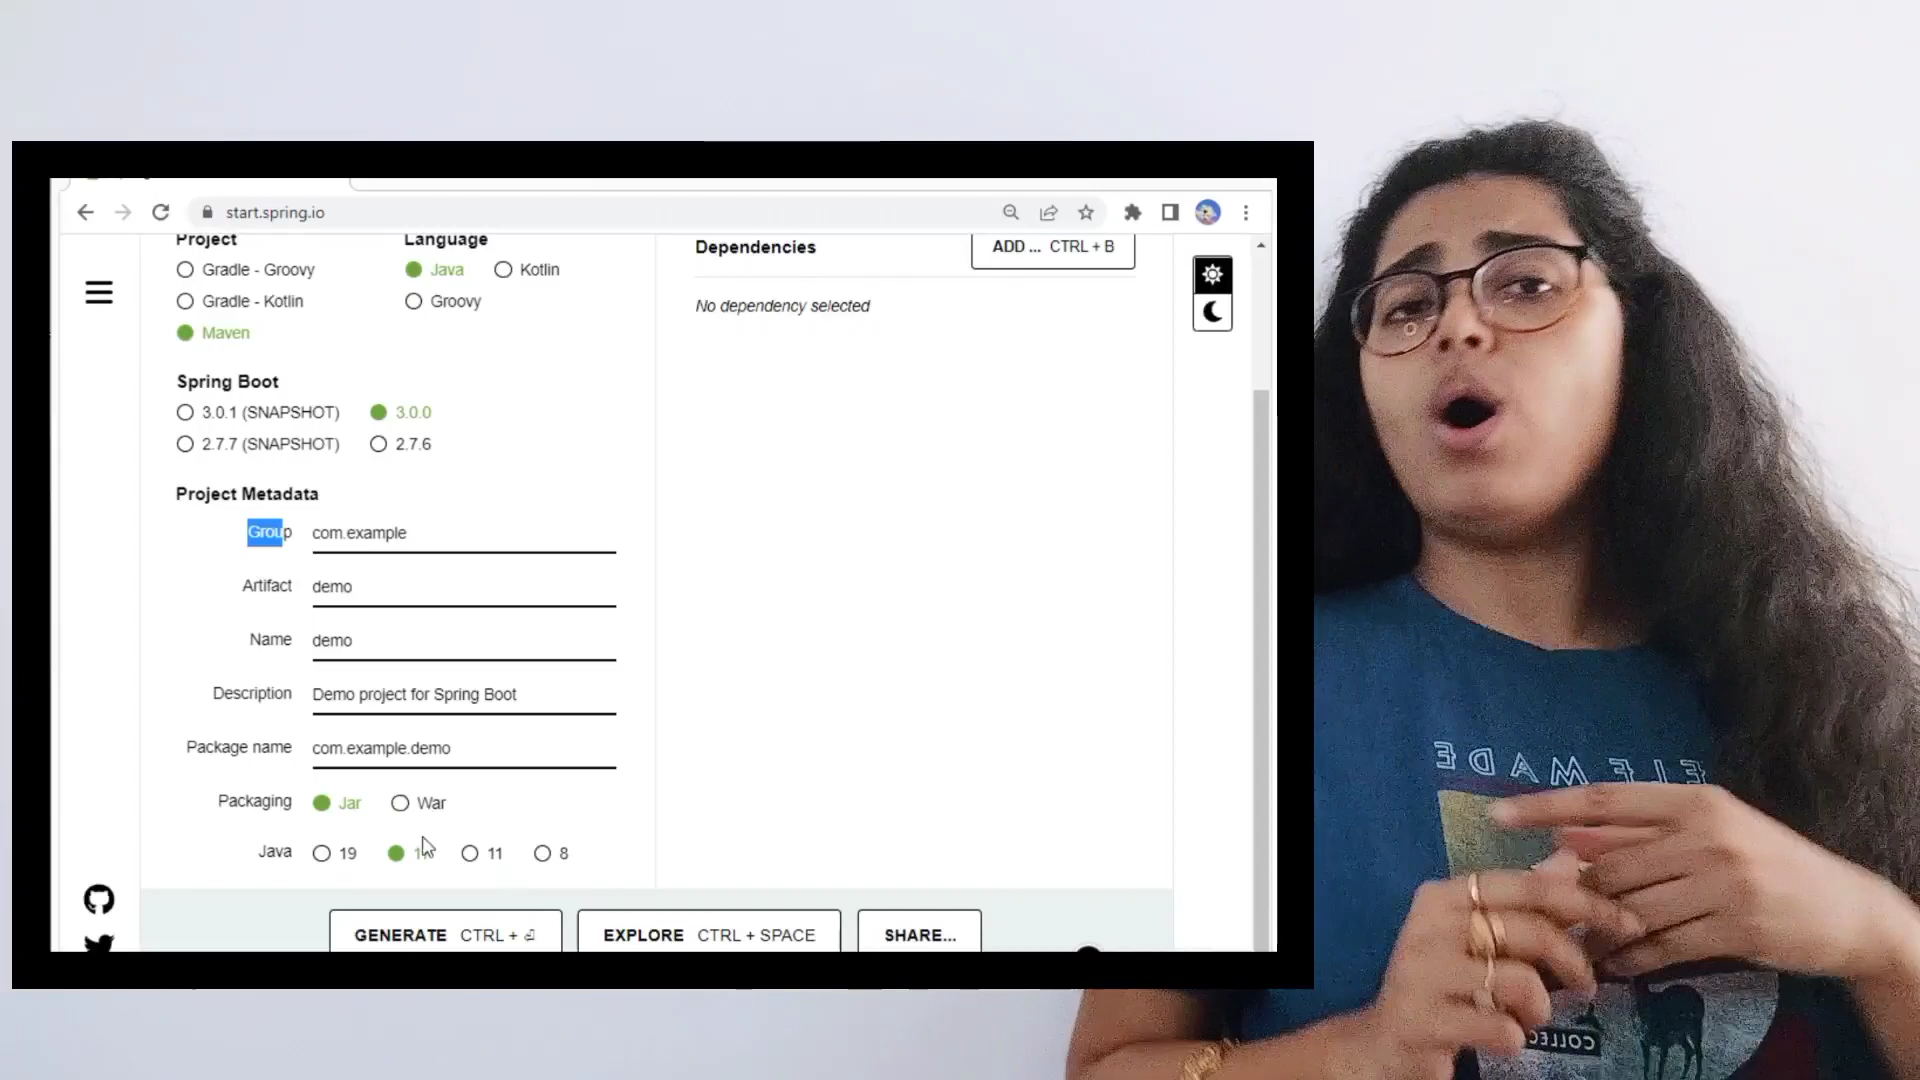 start.spring.io
Project
Language
Gradle - Groovy
Java
Kotlin
Gradle - Kotlin
Groovy
Maven
Spring Boot
3.0.1 (SNAPSHOT)
3.0.0
2.7.7 (SNAPSHOT)
2.7.6
Project Metadata
Group com.example
Artifact demo
Name demo
Description Demo project for Spring Boot
Package name com.example.demo
Packaging Jar War
Java 19 11 8
Dependencies
ADD ... CTRL + B
No dependency selected
GENERATE CTRL + ⏎
EXPLORE CTRL + SPACE
SHARE...
ELF MADE
COLLEC